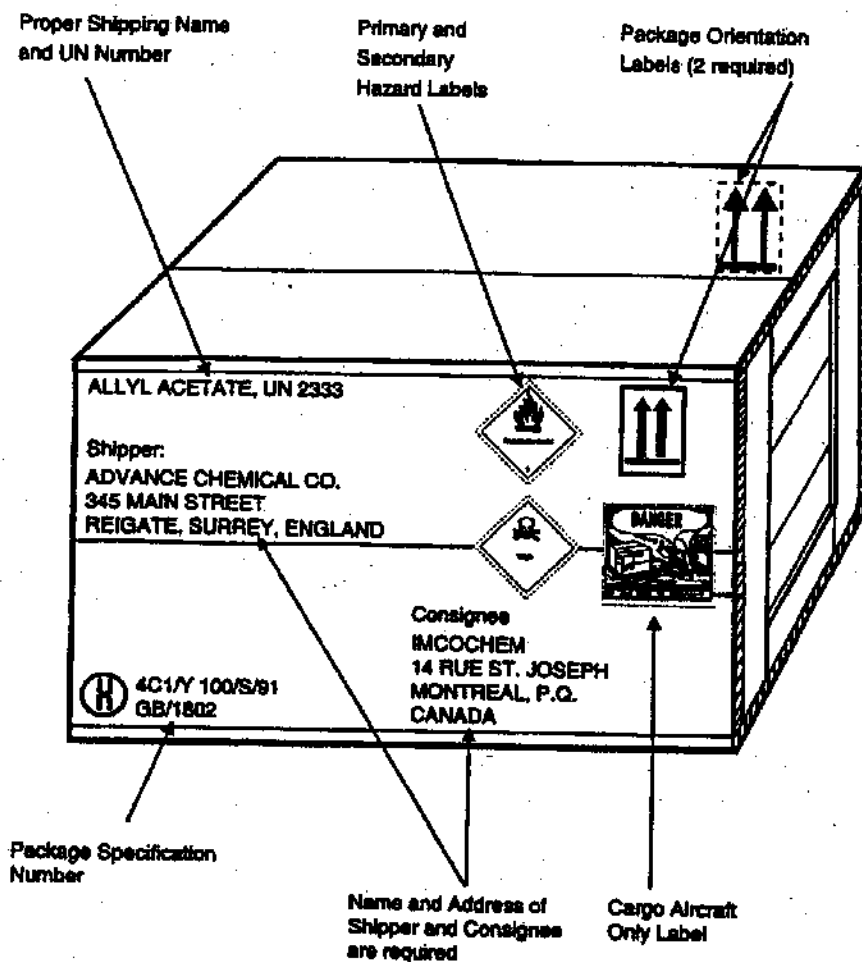 Proper Shipping Name
and UN Number
Primary and
Secondary
Hazard Labels
Package Orientation
Labels (2 required)
ALLYL ACETATE, UN 2333
Shipper:
ADVANCE CHEMICAL CO.
345 MAIN STREET
REIGATE, SURREY, ENGLAND
DANGER
Consignee
IMCOCHEM
14 RUE ST. JOSEPH
MONTREAL, P.Q.
CANADA
4C1/Y 100/S/91
GB/1802
Package Specification
Number
Name and Address of
Shipper and Consignee
are required
Cargo Aircraft
Only Label